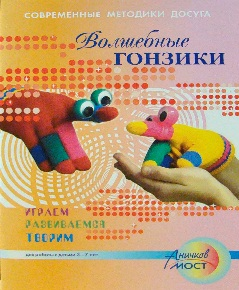 СОВРЕМЕННЫЕ МЕТОДИКИ ДОСУГА
Волшебные
ГОНЗИКИ
ИГРАЕМ
РАЗВИВАЕМСЯ
ТВОРИМ
Аничков
МОСТ